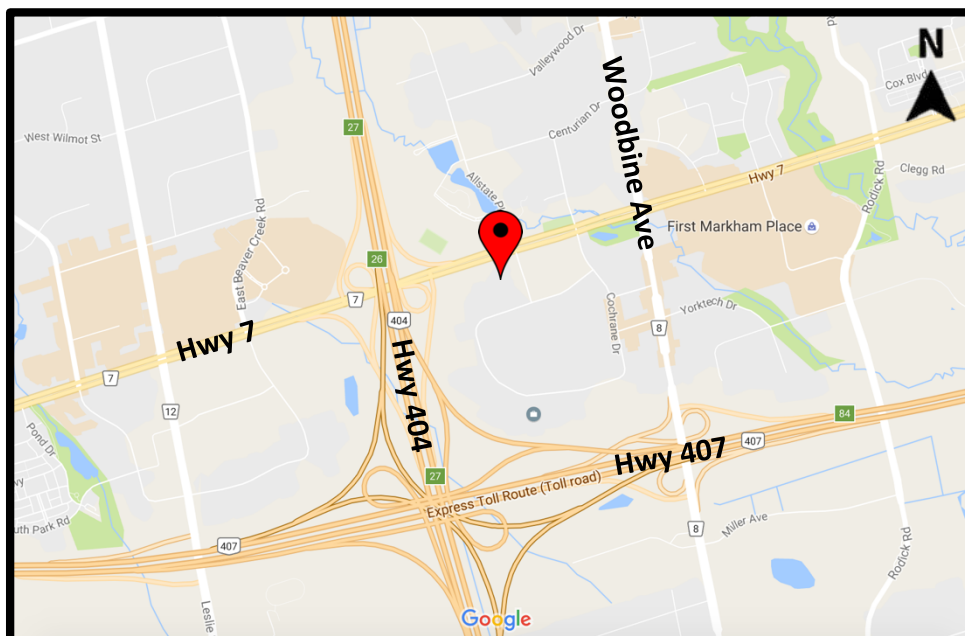 Valleywood Dr
N
Cox Blvd
Woodbine Ave
Centurian Dr
27
West Wilmot St
Hwy 7
Clegg Rd
Rodick Rd
Allstate P
East Beaver Creek Rd
First Markham Place
26
7
404
Yorktech Dr
Cochrane Dr
8
Hwy 7
Hwy 404
7
12
84
Pond Dr
407
Hwy 407
27
Express Toll Route (Toll road)
uth Park Rd
Miller Ave
8
407
Rodick Rd
Leslie
Google